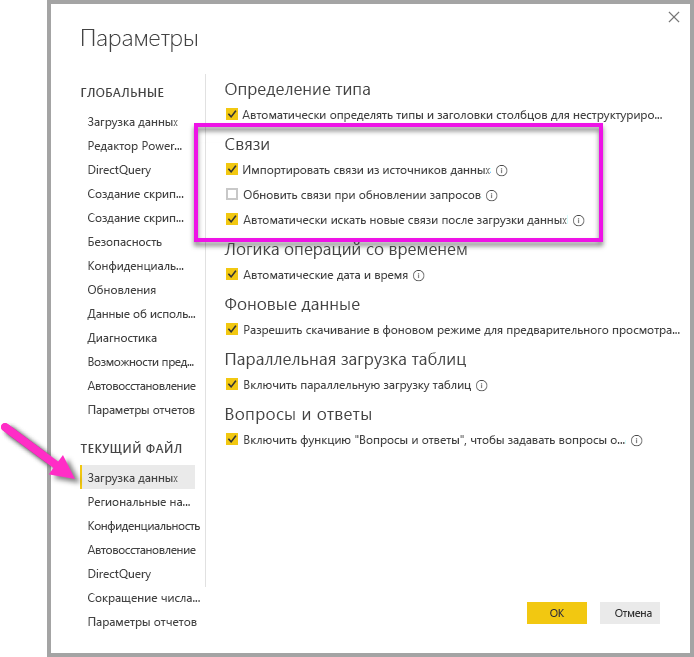 Параметры
ГЛОБАЛЬНЫЕ
Загрузка данных
Редактор Power...
DirectQuery
Создание скрип...
Создание скрип...
Безопасность
Конфиденциаль...
Обновления
Данные об исполь...
Диагностика
Возможности пред...
Автовосстановление
Параметры отчетов
ТЕКУЩИЙ ФАЙЛ
Загрузка данных
Региональные на...
Конфиденциальность
Автовосстановление
DirectQuery
Сокращение числа...
Параметры отчетов
Определение типа
Автоматически определять типы и заголовки столбцов для неструктуриро...
Связи
Импортировать связи из источников данных
Обновить связи при обновлении запросов
Автоматически искать новые связи после загрузки данных
Логика операций со временем
Автоматические дата и время
Фоновые данные
Разрешить скачивание в фоновом режиме для предварительного просмотра...
Параллельная загрузка таблиц
Включить параллельную загрузку таблиц
Вопросы и ответы
Включить функцию "Вопросы и ответы", чтобы задавать вопросы о...
ОК
Отмена